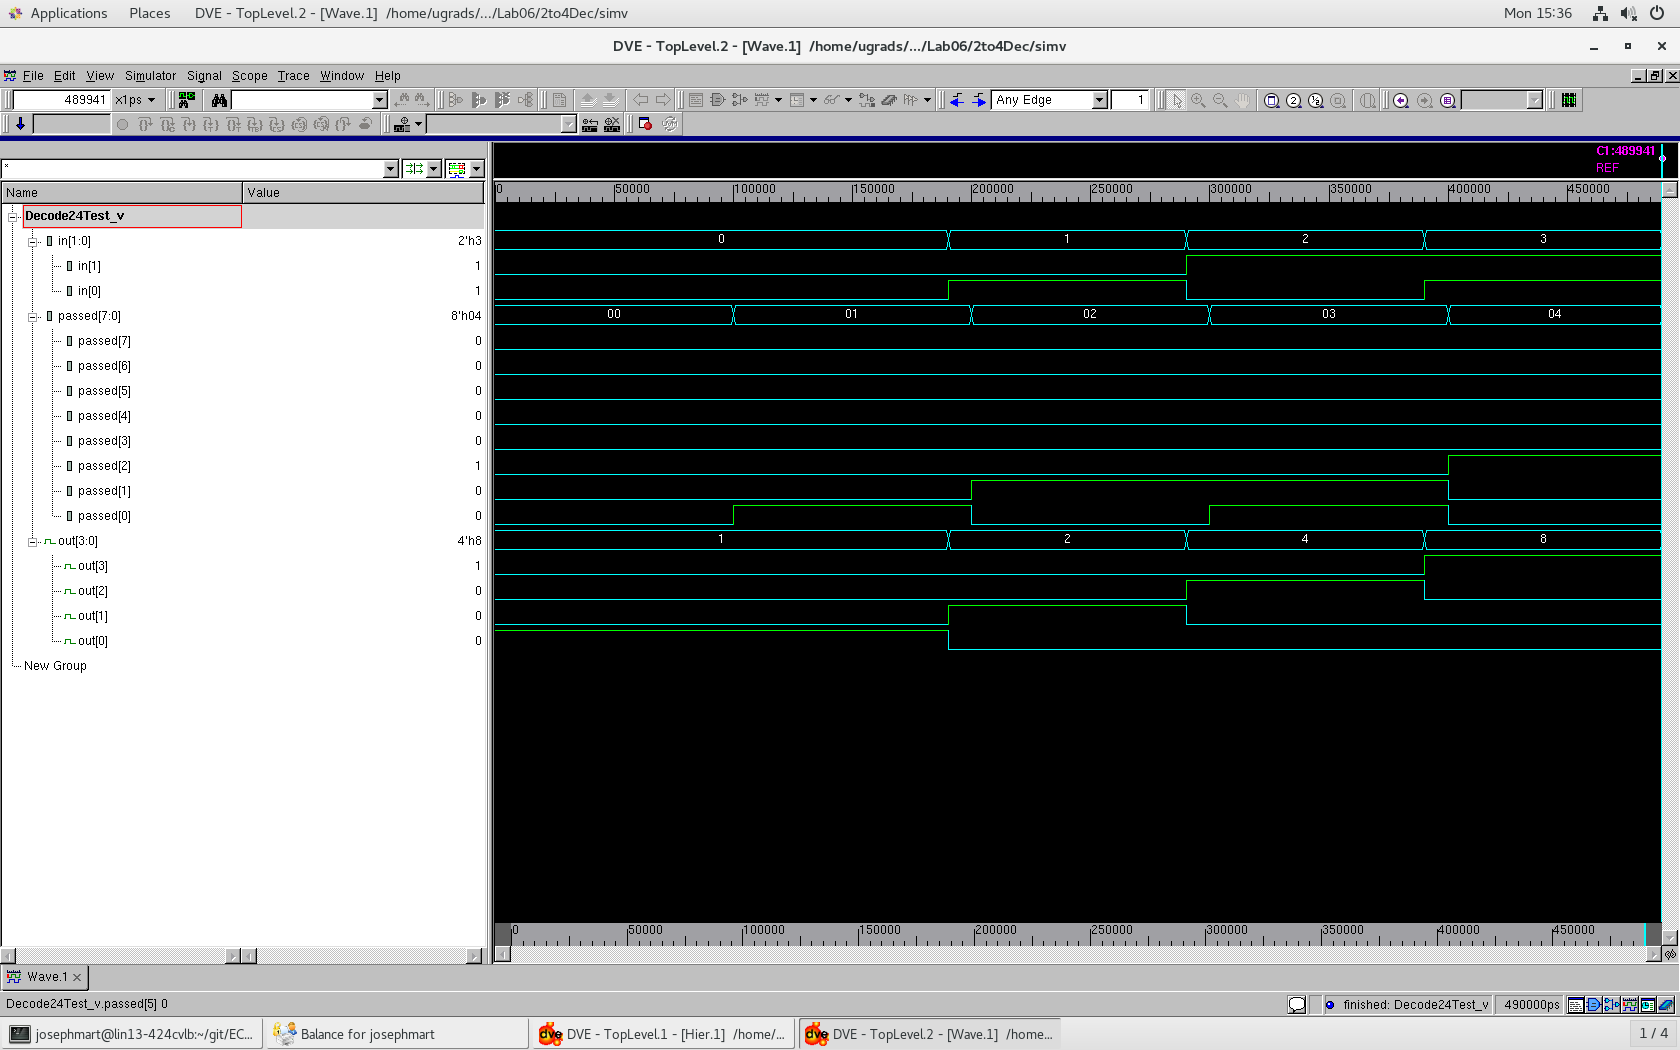 Applications Places DVE - TopLevel.2 - [Wave.1] /home/ugrads/.../Lab06/2to4Dec/simv Mon 15:36
DVE - TopLevel.2 - [Wave.1] /home/ugrads/.../Lab06/2to4Dec/simv
File Edit View Simulator Signal Scope Trace Window Help
489941 x1ps Any Edge 1
*
C1:489941
REF
Name Value
0 50000 100000 150000 200000 250000 300000 350000 400000 450000
Decode24Test_v
in[1:0] 2'h3 0 1 2 3
in[1] 1
in[0] 1
passed[7:0] 8'h04 00 01 02 03 04
passed[7] 0
passed[6] 0
passed[5] 0
passed[4] 0
passed[3] 0
passed[2] 1
passed[1] 0
passed[0] 0
out[3:0] 4'h8 1 2 4 8
out[3] 1
out[2] 0
out[1] 0
out[0] 0
New Group
0 50000 100000 150000 200000 250000 300000 350000 400000 450000
Wave.1
Decode24Test_v.passed[5] 0 finished: Decode24Test_v 490000ps
josephmart@lin13-424cvlb:~/git/EC... Balance for josephmart DVE - TopLevel.1 - [Hier.1] /home/... DVE - TopLevel.2 - [Wave.1] /home... 1 / 4